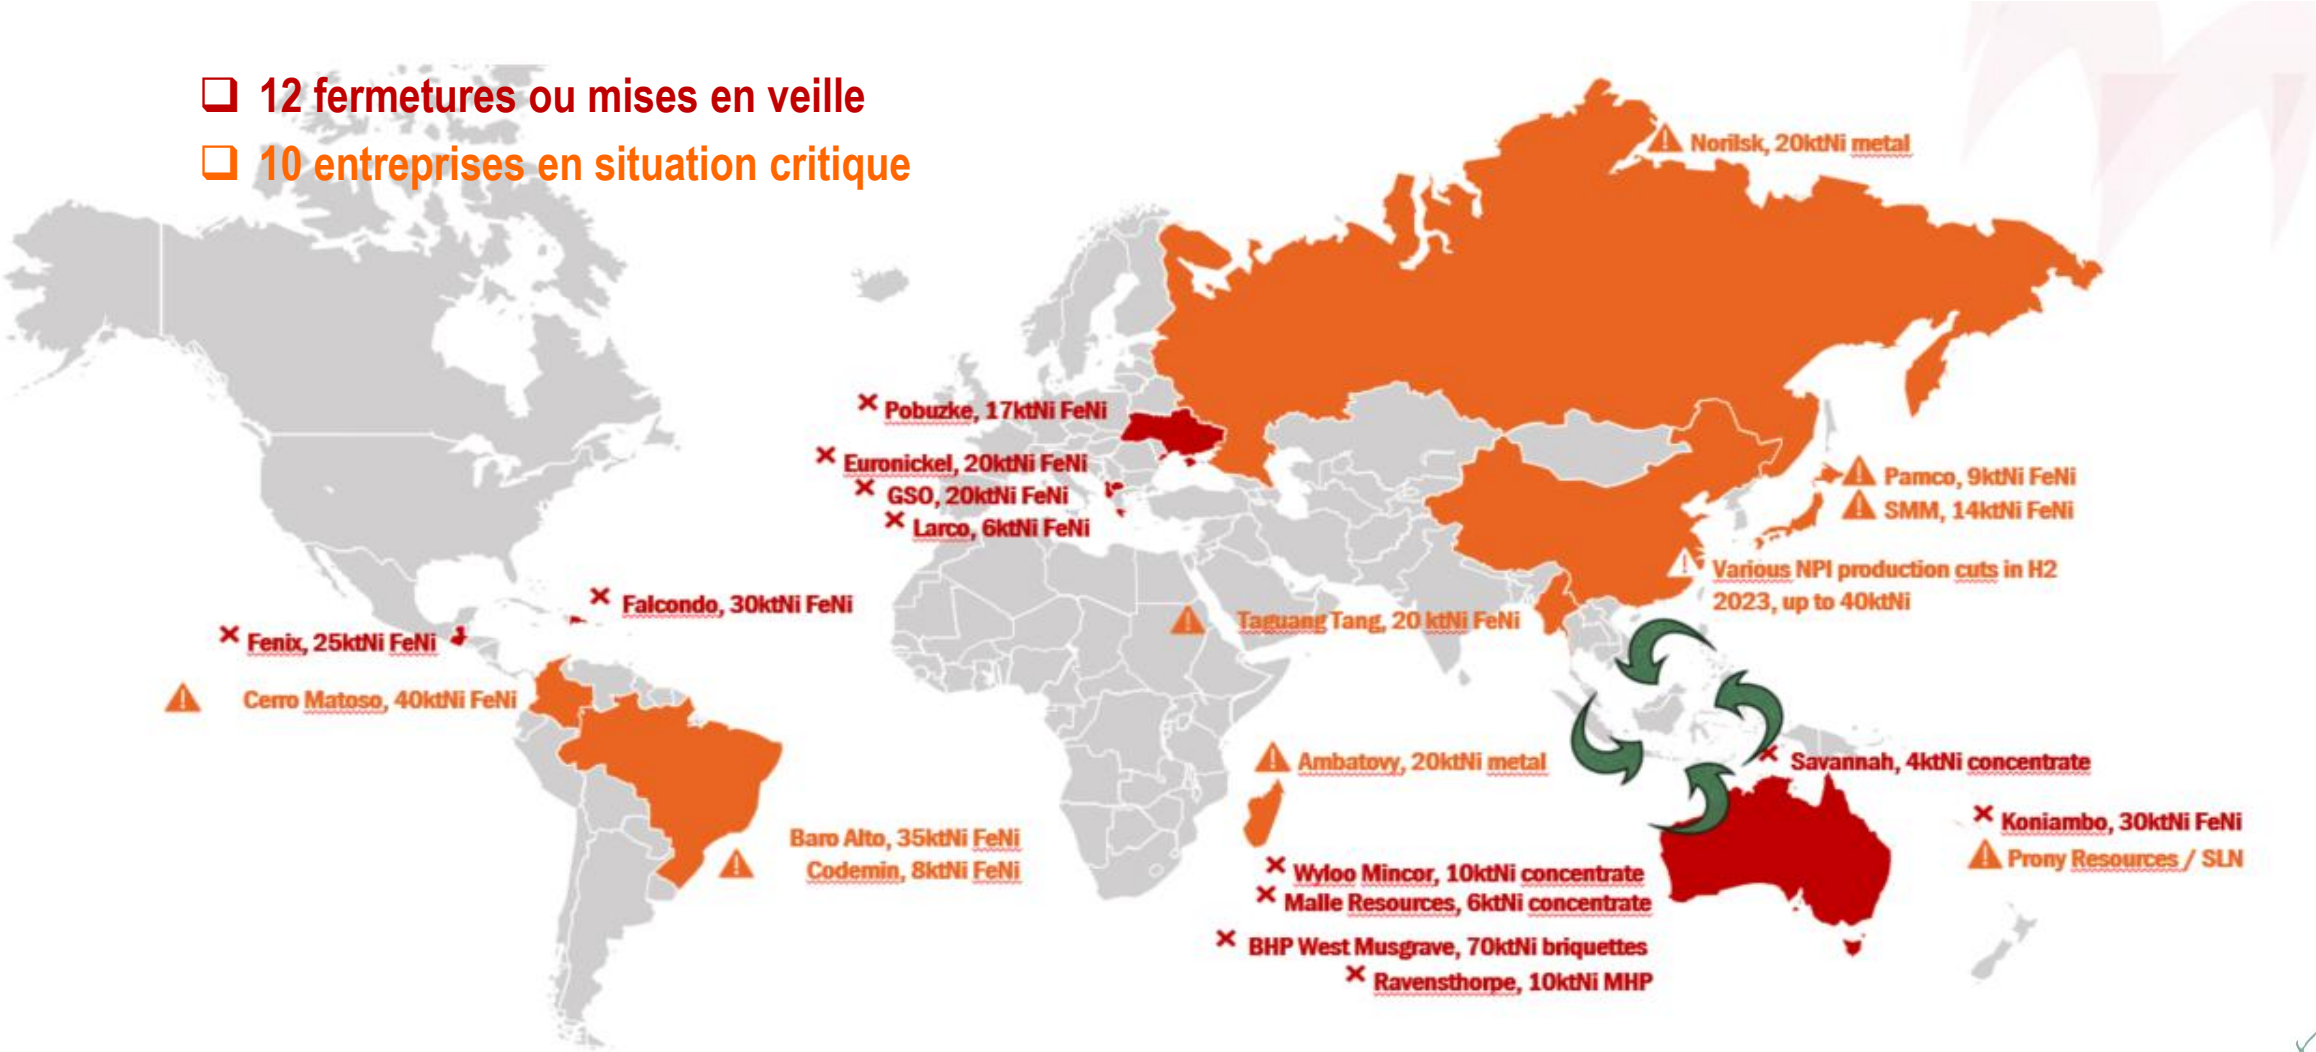 12 fermetures ou mises en veille
10 entreprises en situation critique
Norilsk, 20ktNi metal
Pobuzke, 17ktNi FeNi
Euronickel, 20ktNi FeNi
GSO, 20ktNi FeNi
Larco, 6ktNi FeNi
Pamco, 9ktNi FeNi
SMM, 14ktNi FeNi
Various NPI production cuts in H2
2023, up to 40ktNi
Falcondo, 30ktNi FeNi
Fenix, 25ktNi FeNi
Taguang Tang, 20 ktNi FeNi
Cerro Matoso, 40ktNi FeNi
Ambatovy, 20ktNi metal
Savannah, 4ktNi concentrate
Koniambo, 30ktNi FeNi
Prony Resources / SLN
Baro Alto, 35ktNi FeNi
Codemin, 8ktNi FeNi
Wyloo Mincor, 10ktNi concentrate
Malle Resources, 6ktNi concentrate
BHP West Musgrave, 70ktNi briquettes
Ravensthorpe, 10ktNi MHP